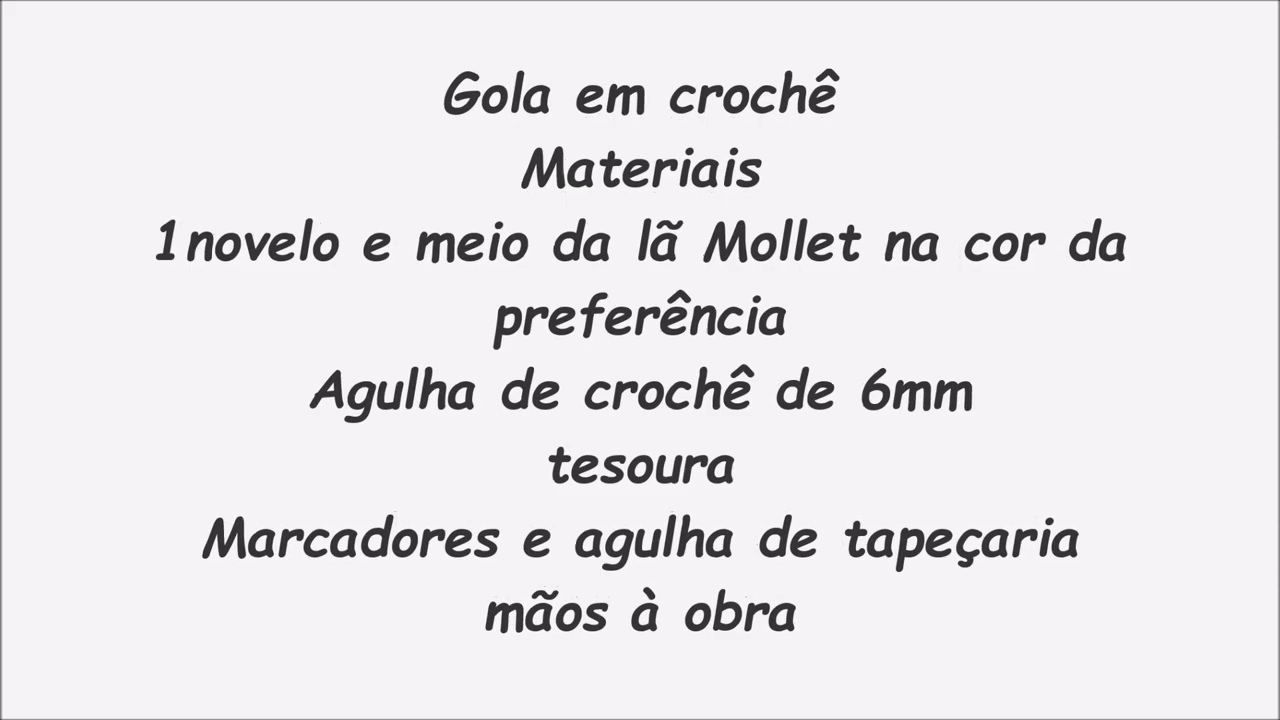 Gola em crochê
Materiais
1novelo e meio da lã Mollet na cor da
preferência
Agulha de crochê de 6mm
tesoura
Marcadores e agulha de tapeçaria
mãos à obra